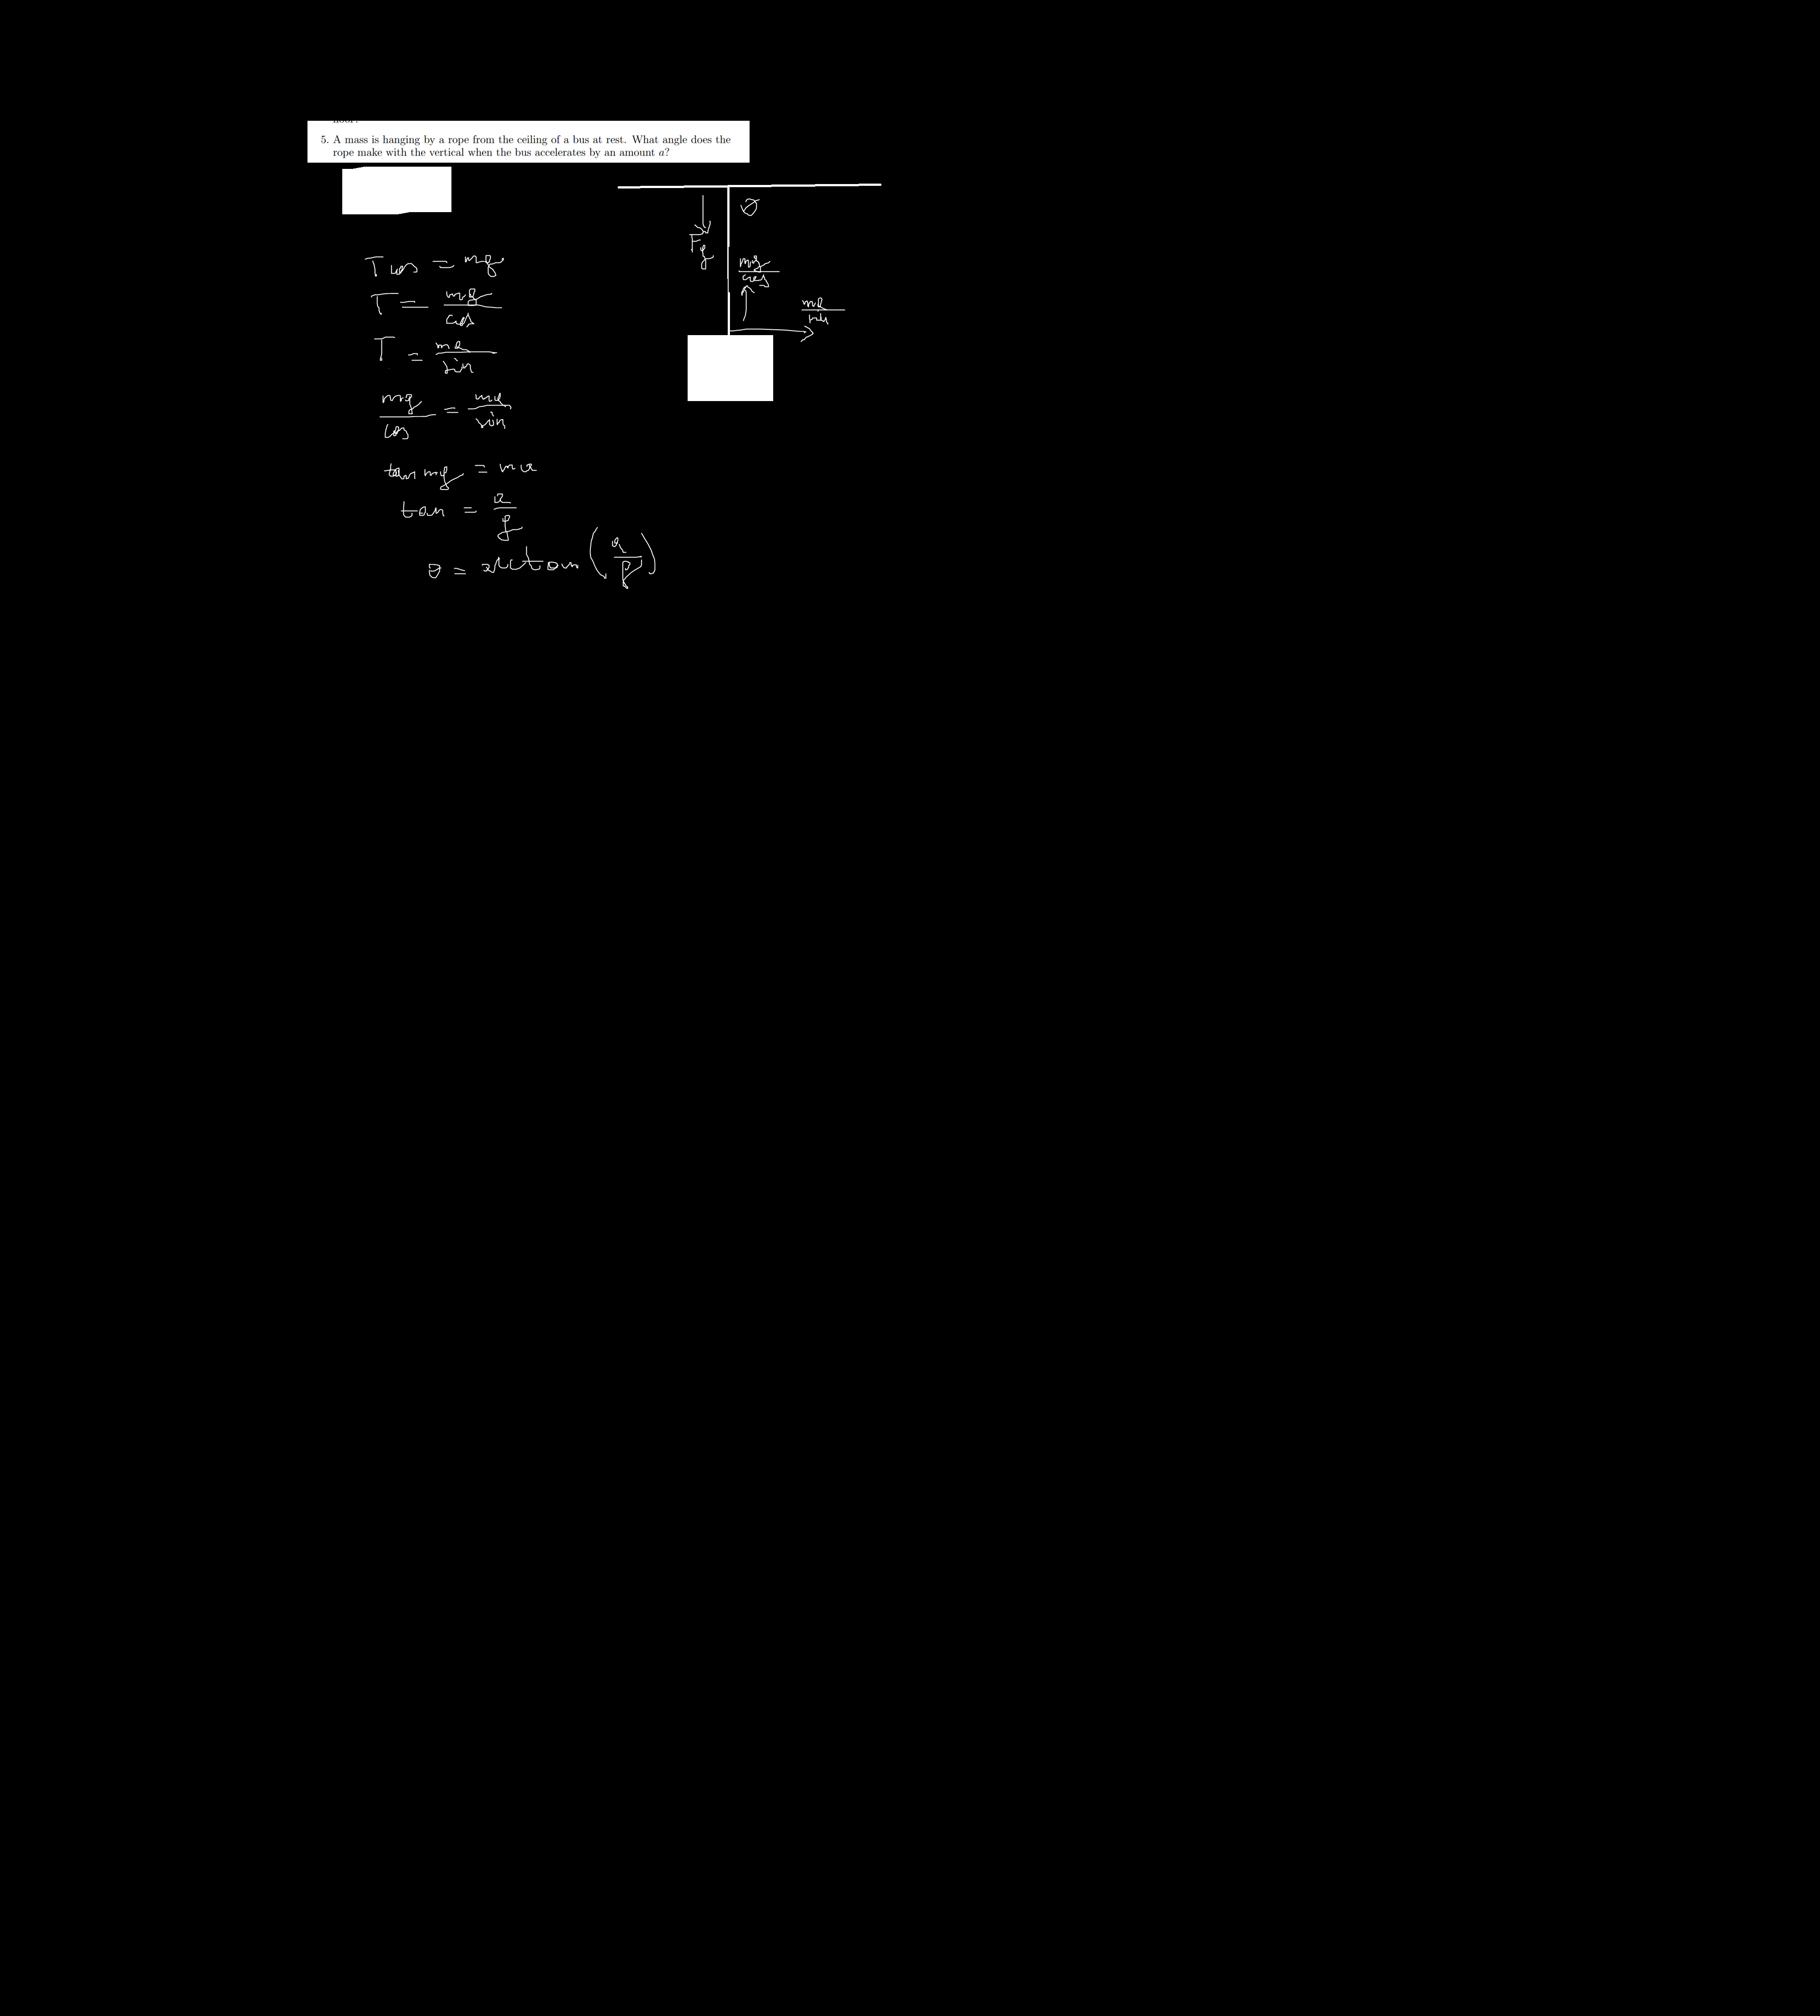 5. A mass is hanging by a rope from the ceiling of a bus at rest. What angle does the
rope make with the vertical when the bus accelerates by an amount a?
T cos = mg
T = mg/cos
T = ma/sin
mg/cos = ma/sin
tan mg = ma
tan = a/g
θ = arctan (a/g)
θ
Fg
mg/cos
ma/sin